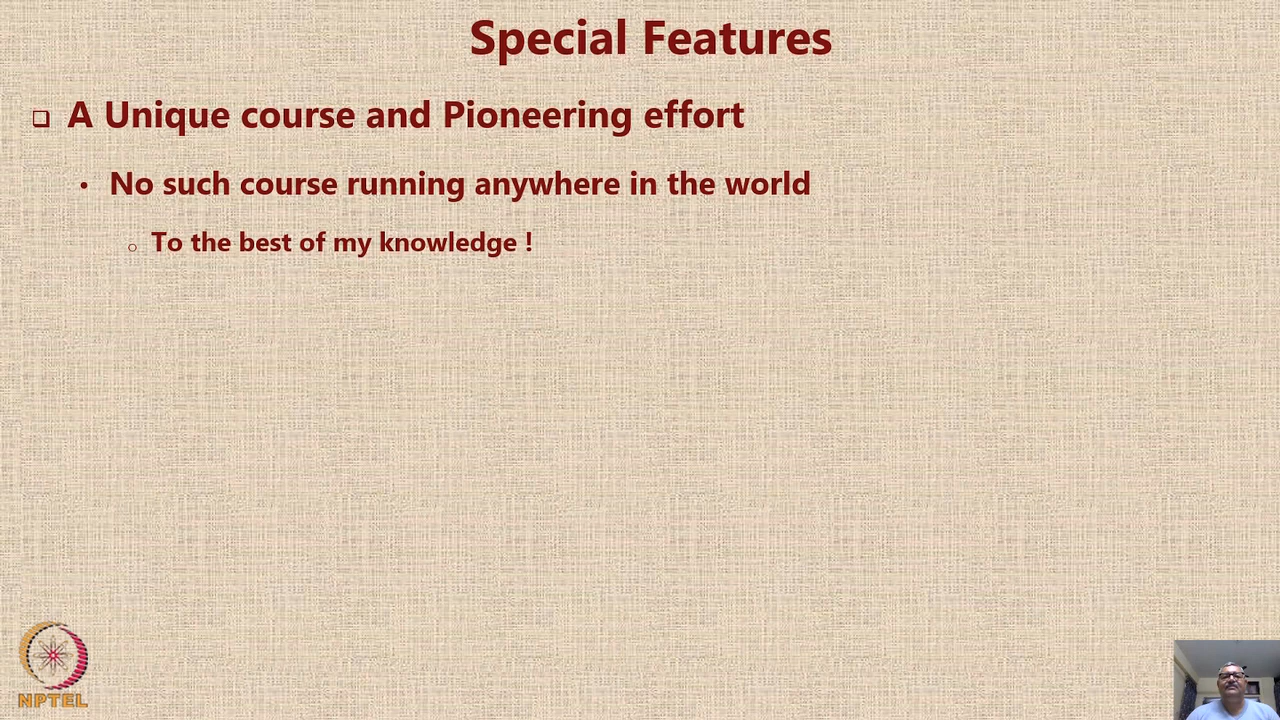 Special Features
A Unique course and Pioneering effort
No such course running anywhere in the world
To the best of my knowledge !
NPTEL